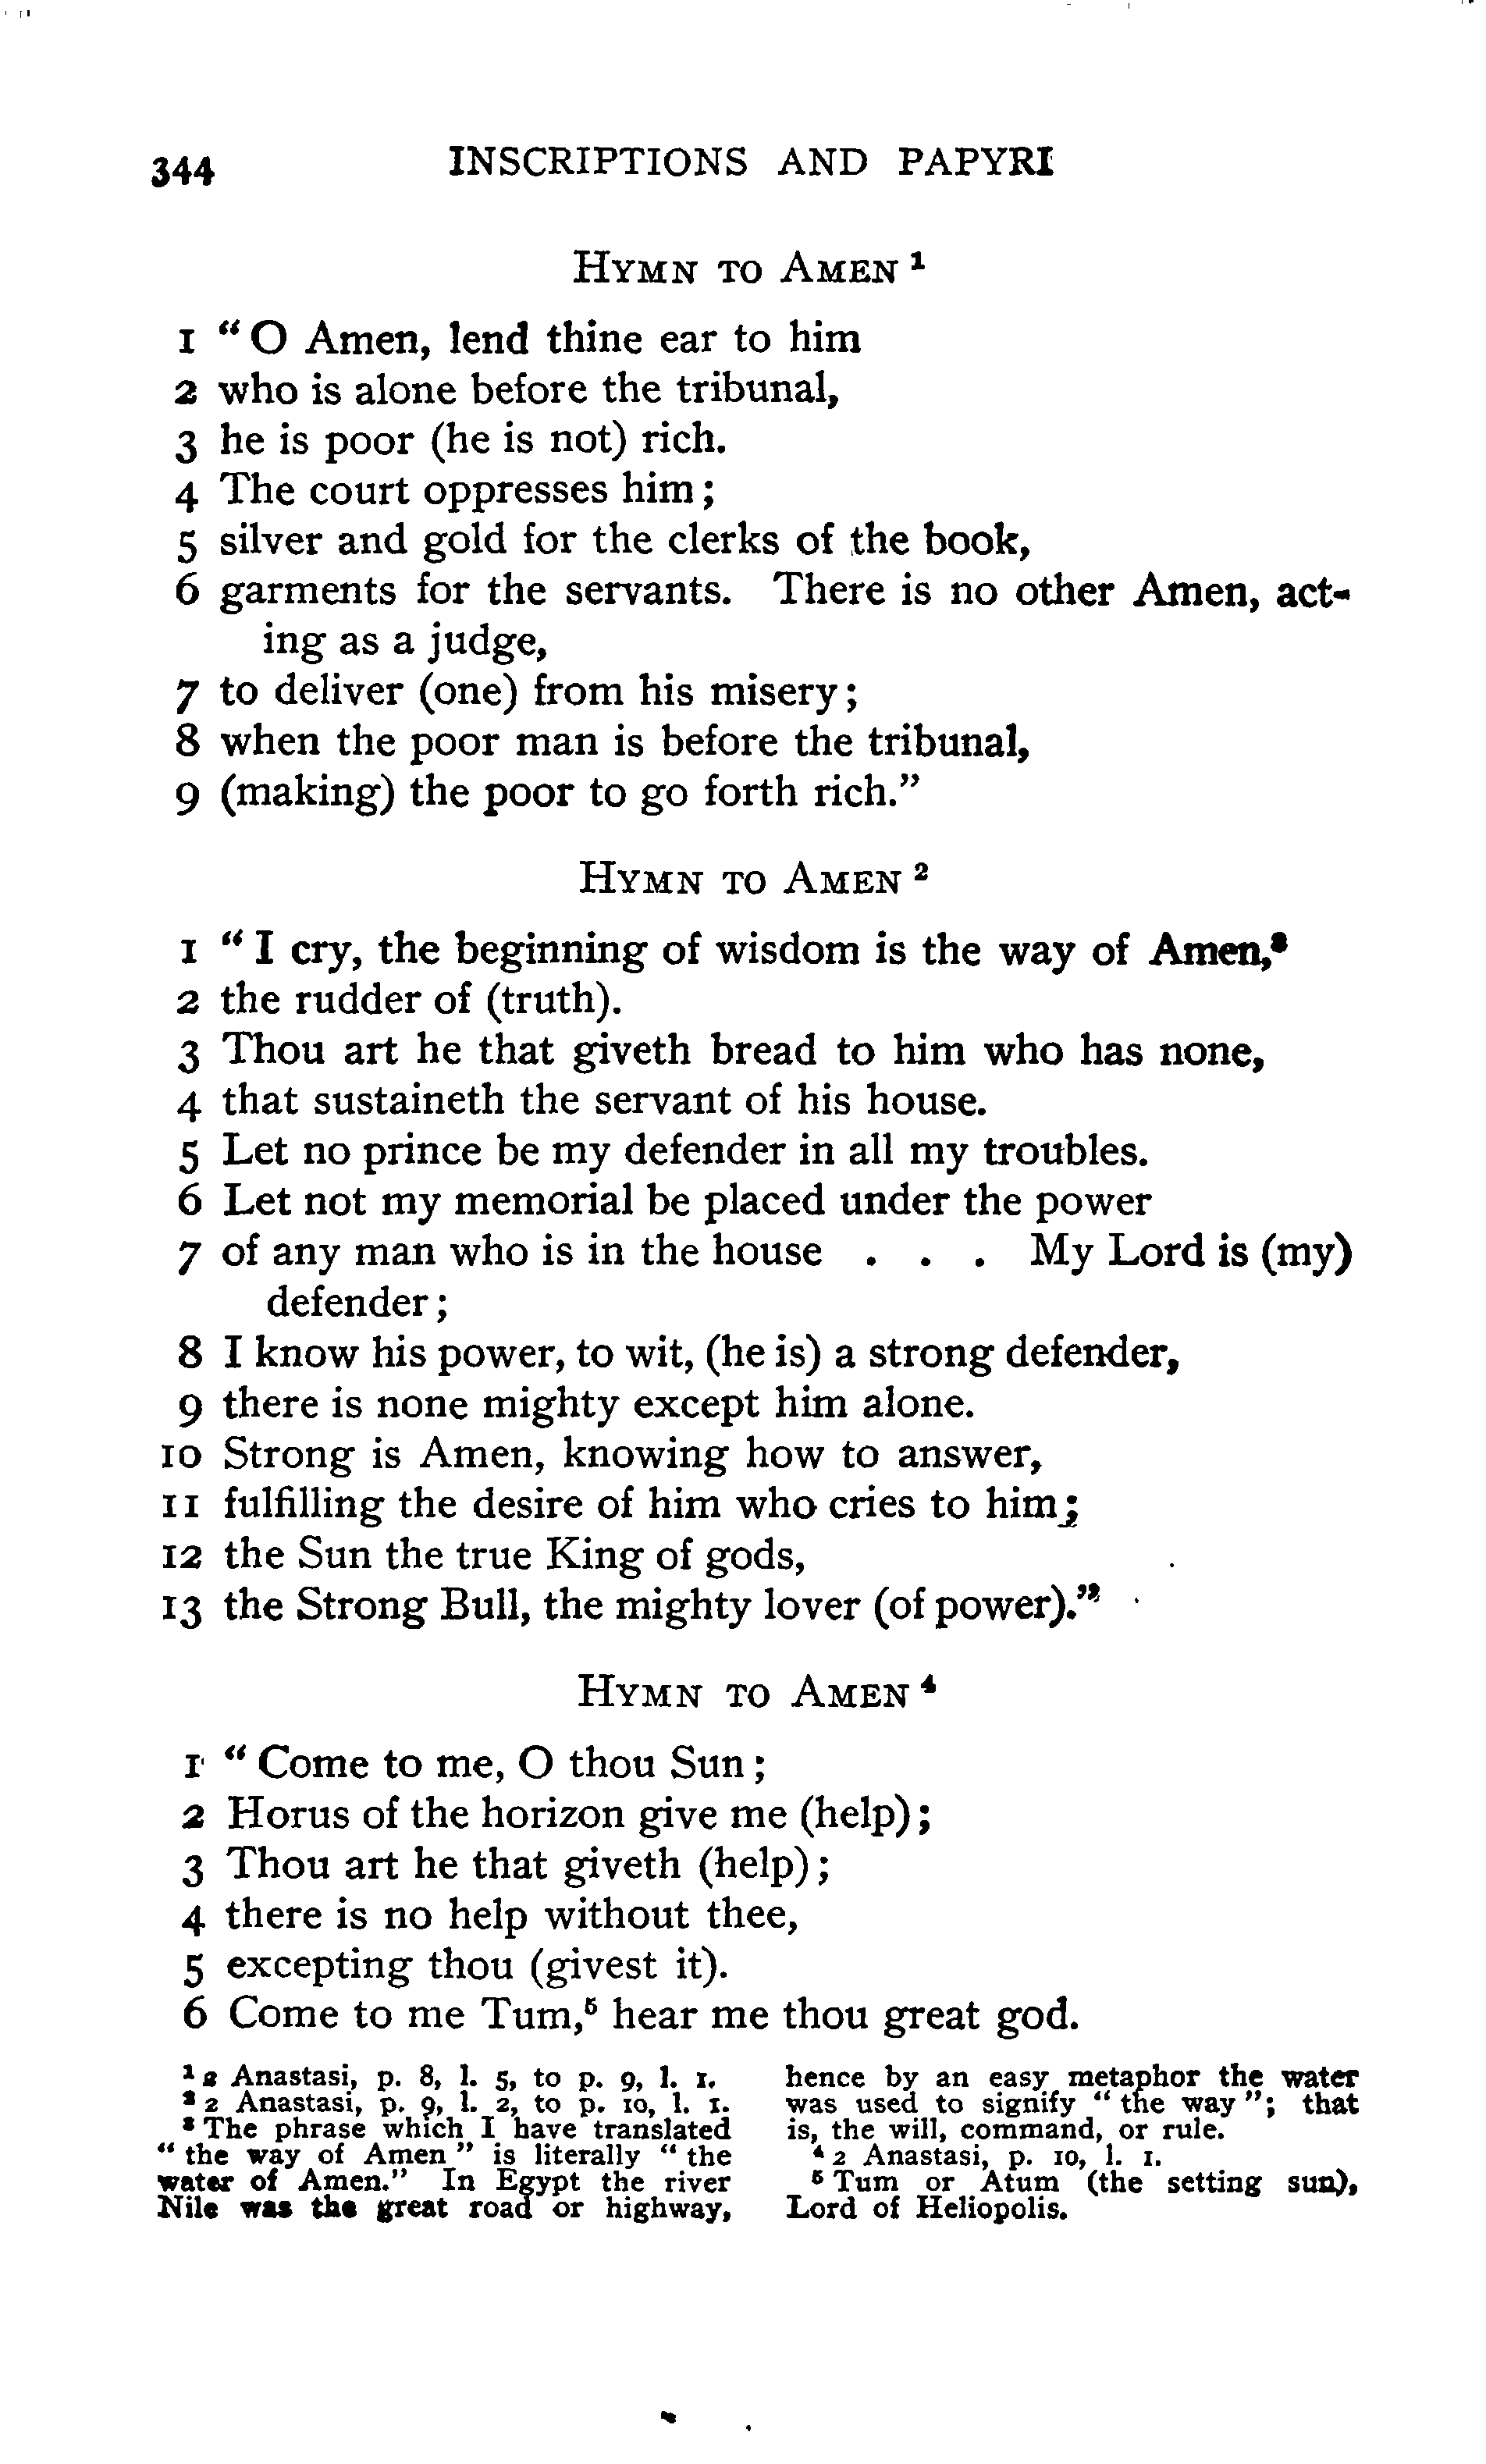 344 INSCRIPTIONS AND PAPYRI
HYMN TO AMEN ¹
1 “ O Amen, lend thine ear to him
2 who is alone before the tribunal,
3 he is poor (he is not) rich.
4 The court oppresses him ;
5 silver and gold for the clerks of the book,
6 garments for the servants. There is no other Amen, act-
ing as a judge,
7 to deliver (one) from his misery ;
8 when the poor man is before the tribunal,
9 (making) the poor to go forth rich.”
HYMN TO AMEN ²
1 “ I cry, the beginning of wisdom is the way of Amen,³
2 the rudder of (truth).
3 Thou art he that giveth bread to him who has none,
4 that sustaineth the servant of his house.
5 Let no prince be my defender in all my troubles.
6 Let not my memorial be placed under the power
7 of any man who is in the house . . . My Lord is (my)
defender ;
8 I know his power, to wit, (he is) a strong defender,
9 there is none mighty except him alone.
10 Strong is Amen, knowing how to answer,
11 fulfilling the desire of him who cries to him ;
12 the Sun the true King of gods,
13 the Strong Bull, the mighty lover (of power).”
HYMN TO AMEN ⁴
1 “ Come to me, O thou Sun ;
2 Horus of the horizon give me (help) ;
3 Thou art he that giveth (help) ;
4 there is no help without thee,
5 excepting thou (givest it).
6 Come to me Tum,⁵ hear me thou great god.
¹ 2 Anastasi, p. 8, l. 5, to p. 9, l. 1.
² 2 Anastasi, p. 9, l. 2, to p. 10, l. 1.
³ The phrase which I have translated
“ the way of Amen ” is literally “ the
water of Amen.” In Egypt the river
Nile was the great road or highway,
hence by an easy metaphor the water
was used to signify “ the way ”; that
is, the will, command, or rule.
⁴ 2 Anastasi, p. 10, l. 1.
⁵ Tum or Atum (the setting sun),
Lord of Heliopolis.